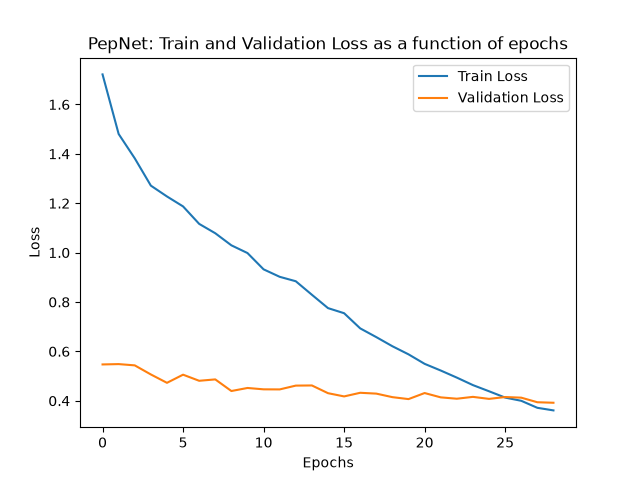 PepNet: Train and Validation Loss as a function of epochs
Train Loss
Validation Loss
Loss
1.6
1.4
1.2
1.0
0.8
0.6
0.4
0 5 10 15 20 25
Epochs